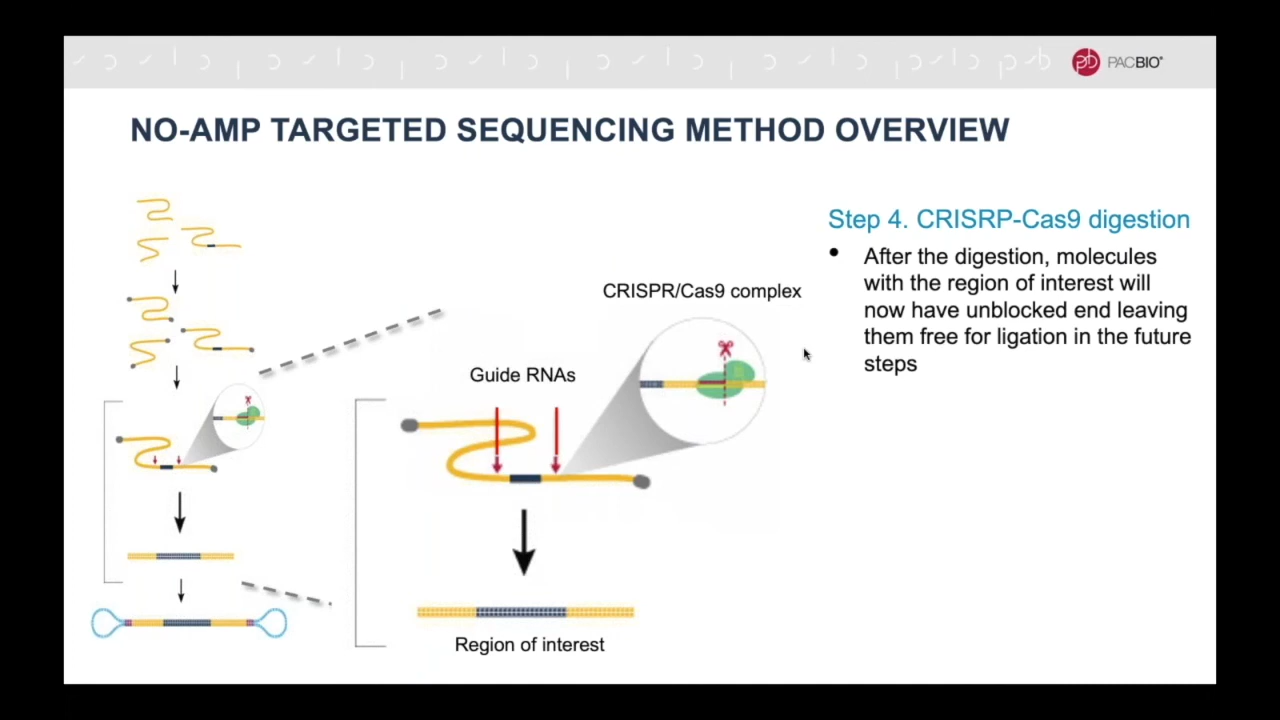 PACBIO®
NO-AMP TARGETED SEQUENCING METHOD OVERVIEW
Step 4. CRISRP-Cas9 digestion
• After the digestion, molecules
with the region of interest will
now have unblocked end leaving
them free for ligation in the future
steps
CRISPR/Cas9 complex
Guide RNAs
Region of interest